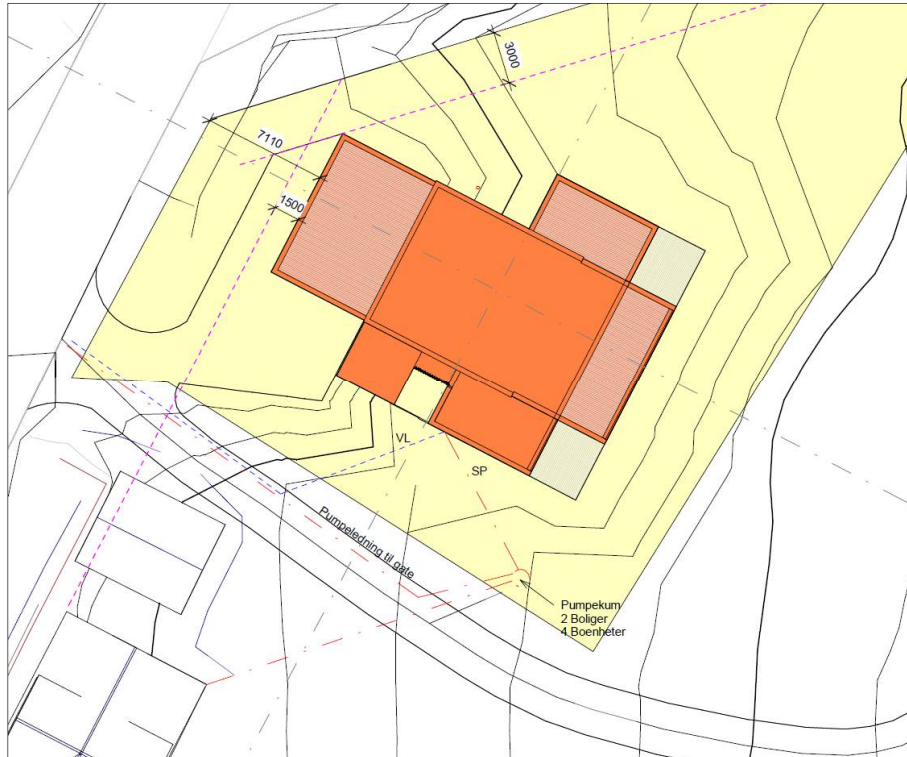 3000
7110
1500
VL
SP
Pumpeledning til gate
Pumpekum
2 Boliger
4 Boenheter